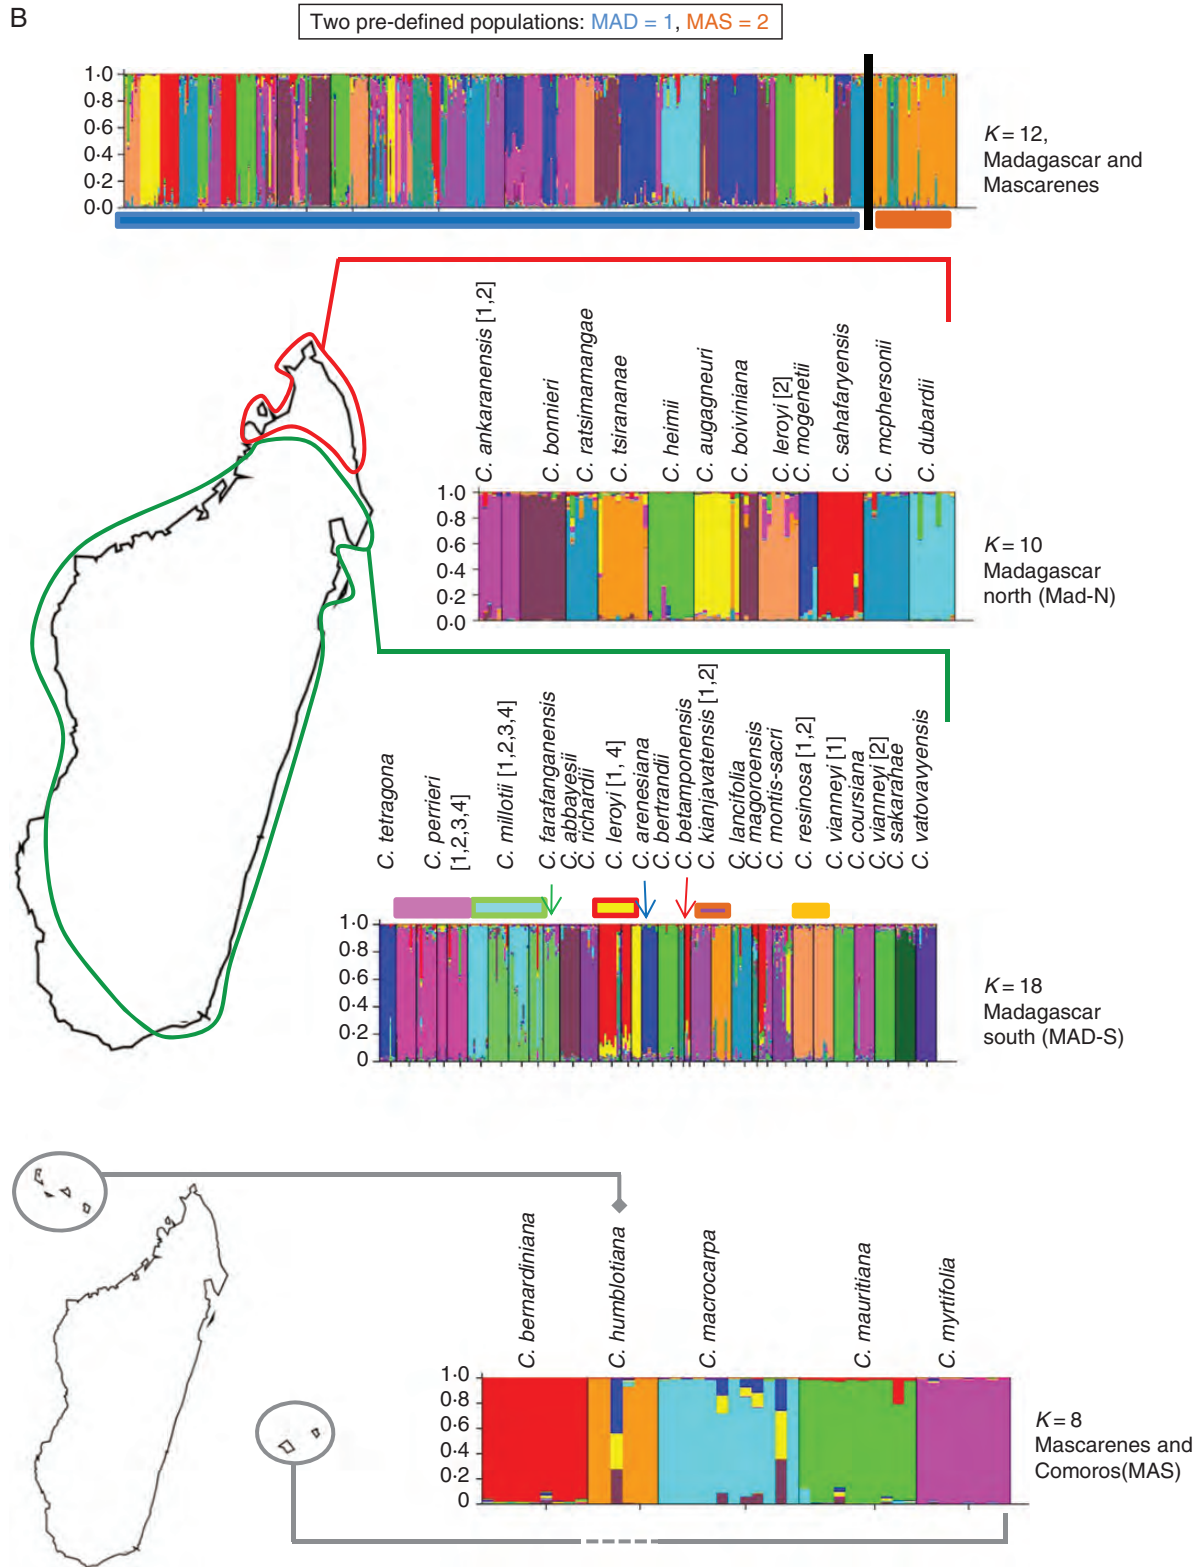 B
Two pre-defined populations: MAD = 1, MAS = 2
1·0
0·8
0·6
0·4
0·2
0·0
K = 12,
Madagascar and
Mascarenes
C. ankaranensis [1,2]
C. bonnieri
C. ratsimamangae
C. tsirananae
C. heimii
C. augagneuri
C. boiviniana
C. leroyi [2]
C. mogenetii
C. sahafaryensis
C. mcphersonii
C. dubardii
1·0
0·8
0·6
0·4
0·2
0·0
K = 10
Madagascar
north (Mad-N)
C. tetragona
C. perrieri
[1,2,3,4]
C. millotii [1,2,3,4]
C. farafanganensis
C. abbayesii
C. richardii
C. leroyi [1, 4]
C. arenesiana
C. bertrandii
C. betamponensis
C. kianjavatensis [1,2]
C. lancifolia
C. magoroensis
C. montis-sacri
C. resinosa [1,2]
C. vianneyi [1]
C. coursiana
C. vianneyi [2]
C. sakarahae
C. vatovavyensis
1·0
0·8
0·6
0·4
0·2
0
K = 18
Madagascar
south (MAD-S)
C. bernardiniana
C. humblotiana
C. macrocarpa
C. mauritiana
C. myrtifolia
1·0
0·8
0·6
0·4
0·2
0
K = 8
Mascarenes and
Comoros(MAS)